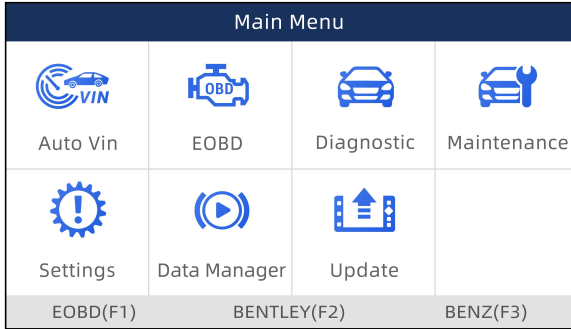 Main Menu
VIN
OBD
Auto Vin
EOBD
Diagnostic
Maintenance
Settings
Data Manager
Update
EOBD(F1)
BENTLEY(F2)
BENZ(F3)